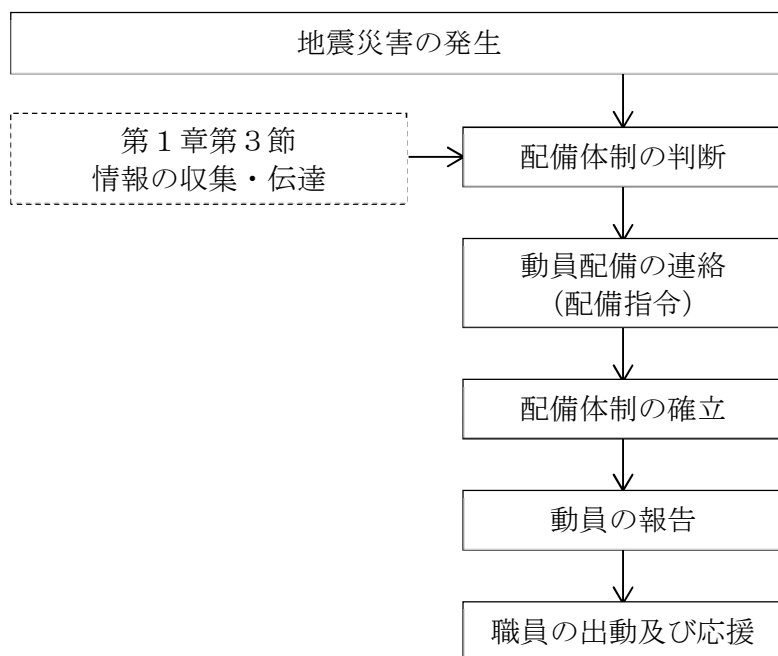 地震災害の発生
第１章第３節
情報の収集・伝達
配備体制の判断
動員配備の連絡
（配備指令）
配備体制の確立
動員の報告
職員の出動及び応援